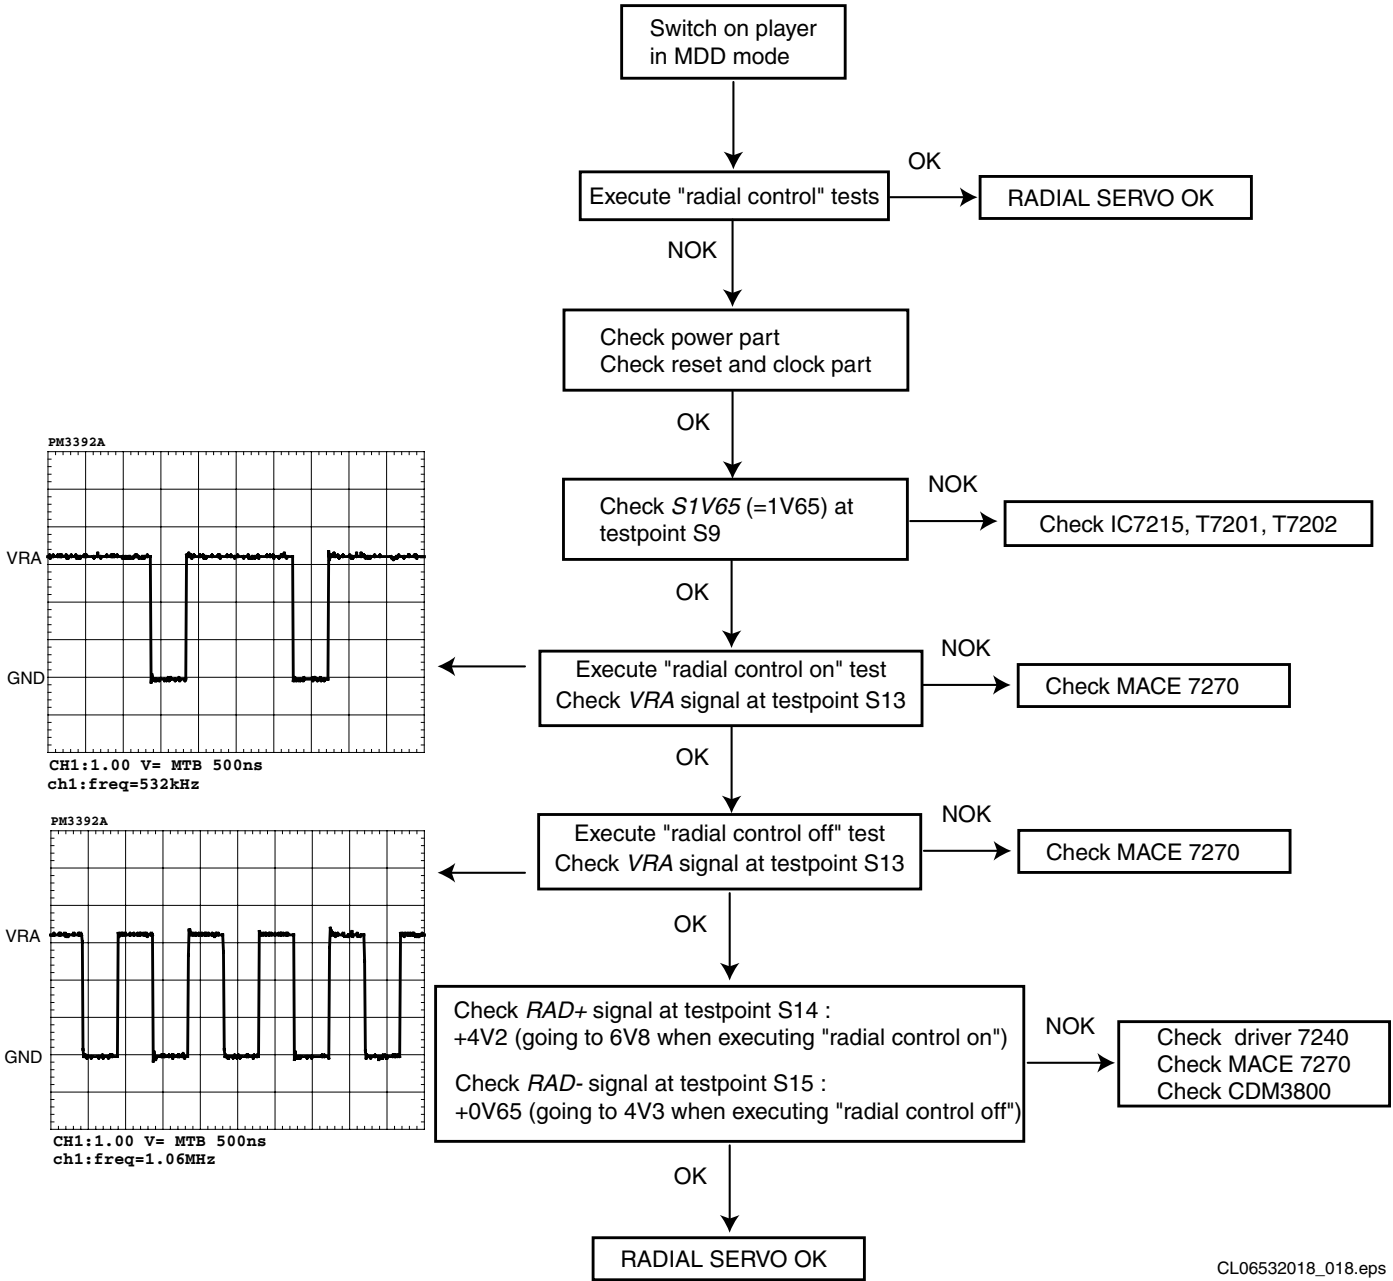 Switch on player
in MDD mode
OK
Execute "radial control" tests
RADIAL SERVO OK
NOK
Check power part
Check reset and clock part
OK
Check S1V65 (=1V65) at
testpoint S9
NOK
Check IC7215, T7201, T7202
OK
PM3392A
VRA
GND
CH1:1.00 V= MTB 500ns
ch1:freq=532kHz
Execute "radial control on" test
Check VRA signal at testpoint S13
NOK
Check MACE 7270
OK
PM3392A
VRA
GND
CH1:1.00 V= MTB 500ns
ch1:freq=1.06MHz
Execute "radial control off" test
Check VRA signal at testpoint S13
NOK
Check MACE 7270
OK
Check RAD+ signal at testpoint S14 :
+4V2 (going to 6V8 when executing "radial control on")
Check RAD- signal at testpoint S15 :
+0V65 (going to 4V3 when executing "radial control off")
NOK
Check driver 7240
Check MACE 7270
Check CDM3800
OK
RADIAL SERVO OK
CL06532018_018.eps